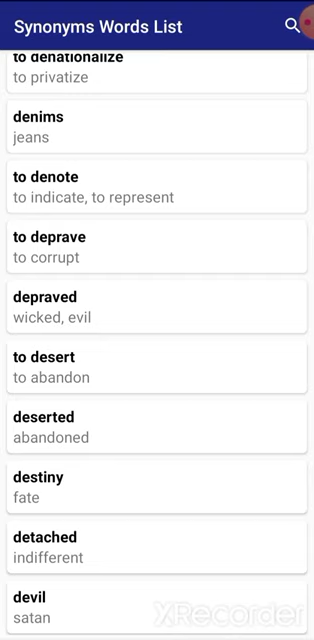 Synonyms Words List
to denationalize
to privatize
denims
jeans
to denote
to indicate, to represent
to deprave
to corrupt
depraved
wicked, evil
to desert
to abandon
deserted
abandoned
destiny
fate
detached
indifferent
devil
satan
XRecorder